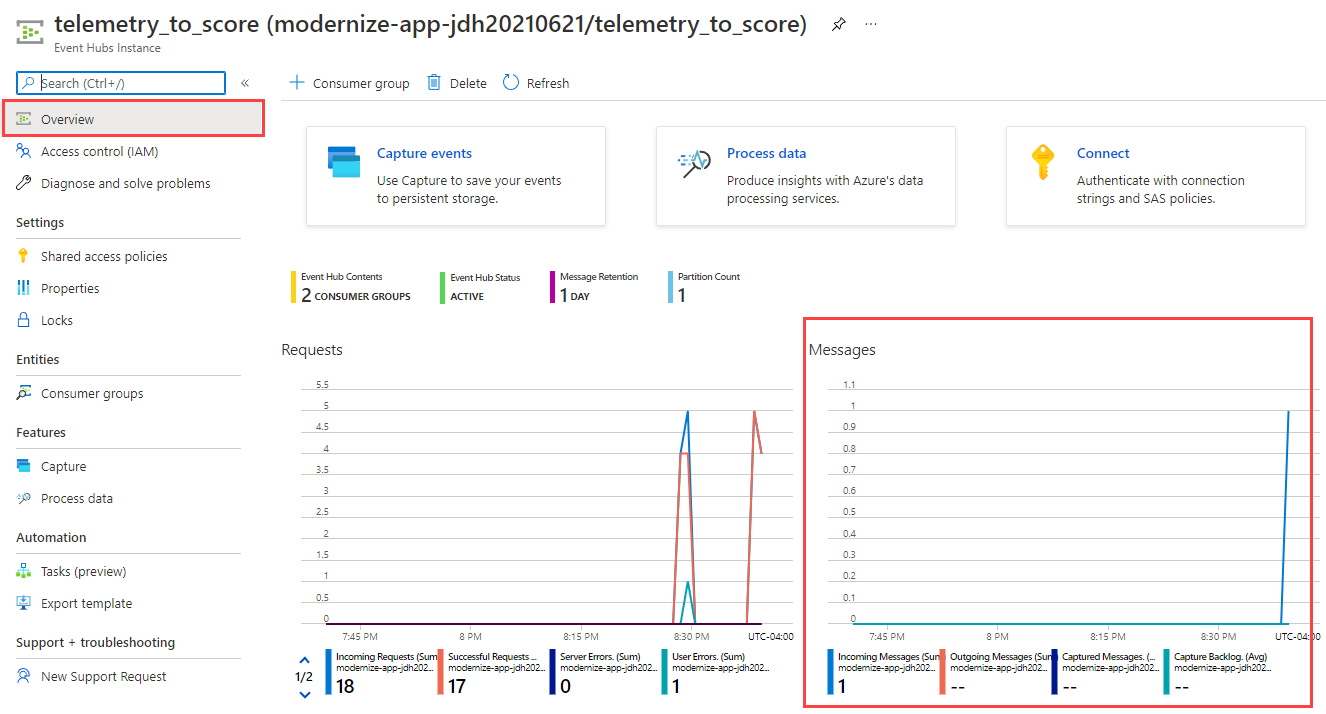 telemetry_to_score (modernize-app-jdh20210621/telemetry_to_score)
...
Event Hubs Instance
Search (Ctrl+/)
«
Consumer group
Delete
Refresh
Overview
Access control (IAM)
Diagnose and solve problems
Settings
Shared access policies
Properties
Locks
Entities
Consumer groups
Features
Capture
Process data
Automation
Tasks (preview)
Export template
Support + troubleshooting
New Support Request
Capture events
Use Capture to save your events
to persistent storage.
Process data
Produce insights with Azure's data
processing services.
Connect
Authenticate with connection
strings and SAS policies.
Event Hub Contents
2 CONSUMER GROUPS
Event Hub Status
ACTIVE
Message Retention
1 DAY
Partition Count
1
Requests
5.5
5
4.5
4
3.5
3
2.5
2
1.5
1
0.5
0
7:45 PM
8 PM
8:15 PM
8:30 PM
UTC-04:00
1/2
Incoming Requests (Sum
modernize-app-jdh202...
18
Successful Requests ...
modernize-app-jdh202...
17
Server Errors. (Sum)
modernize-app-jdh202...
0
User Errors. (Sum)
modernize-app-jdh202...
1
Messages
1.1
1
0.9
0.8
0.7
0.6
0.5
0.4
0.3
0.2
0.1
0
7:45 PM
8 PM
8:15 PM
8:30 PM
UTC-04:00
Incoming Messages (Sum
modernize-app-jdh202...
1
Outgoing Messages (Sum
modernize-app-jdh202...
--
Captured Messages. (...
modernize-app-jdh202...
--
Capture Backlog. (Avg)
modernize-app-jdh202...
--